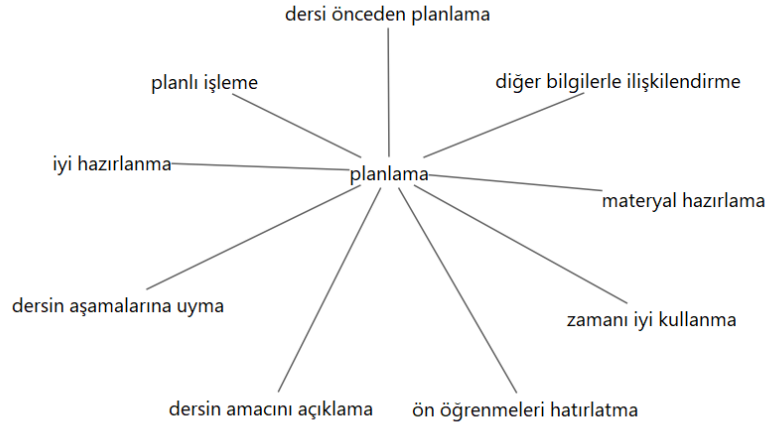 dersi önceden planlama
planlı işleme
diğer bilgilerle ilişkilendirme
iyi hazırlanma
planlama
materyal hazırlama
dersin aşamalarına uyma
zamanı iyi kullanma
dersin amacını açıklama
ön öğrenmeleri hatırlatma